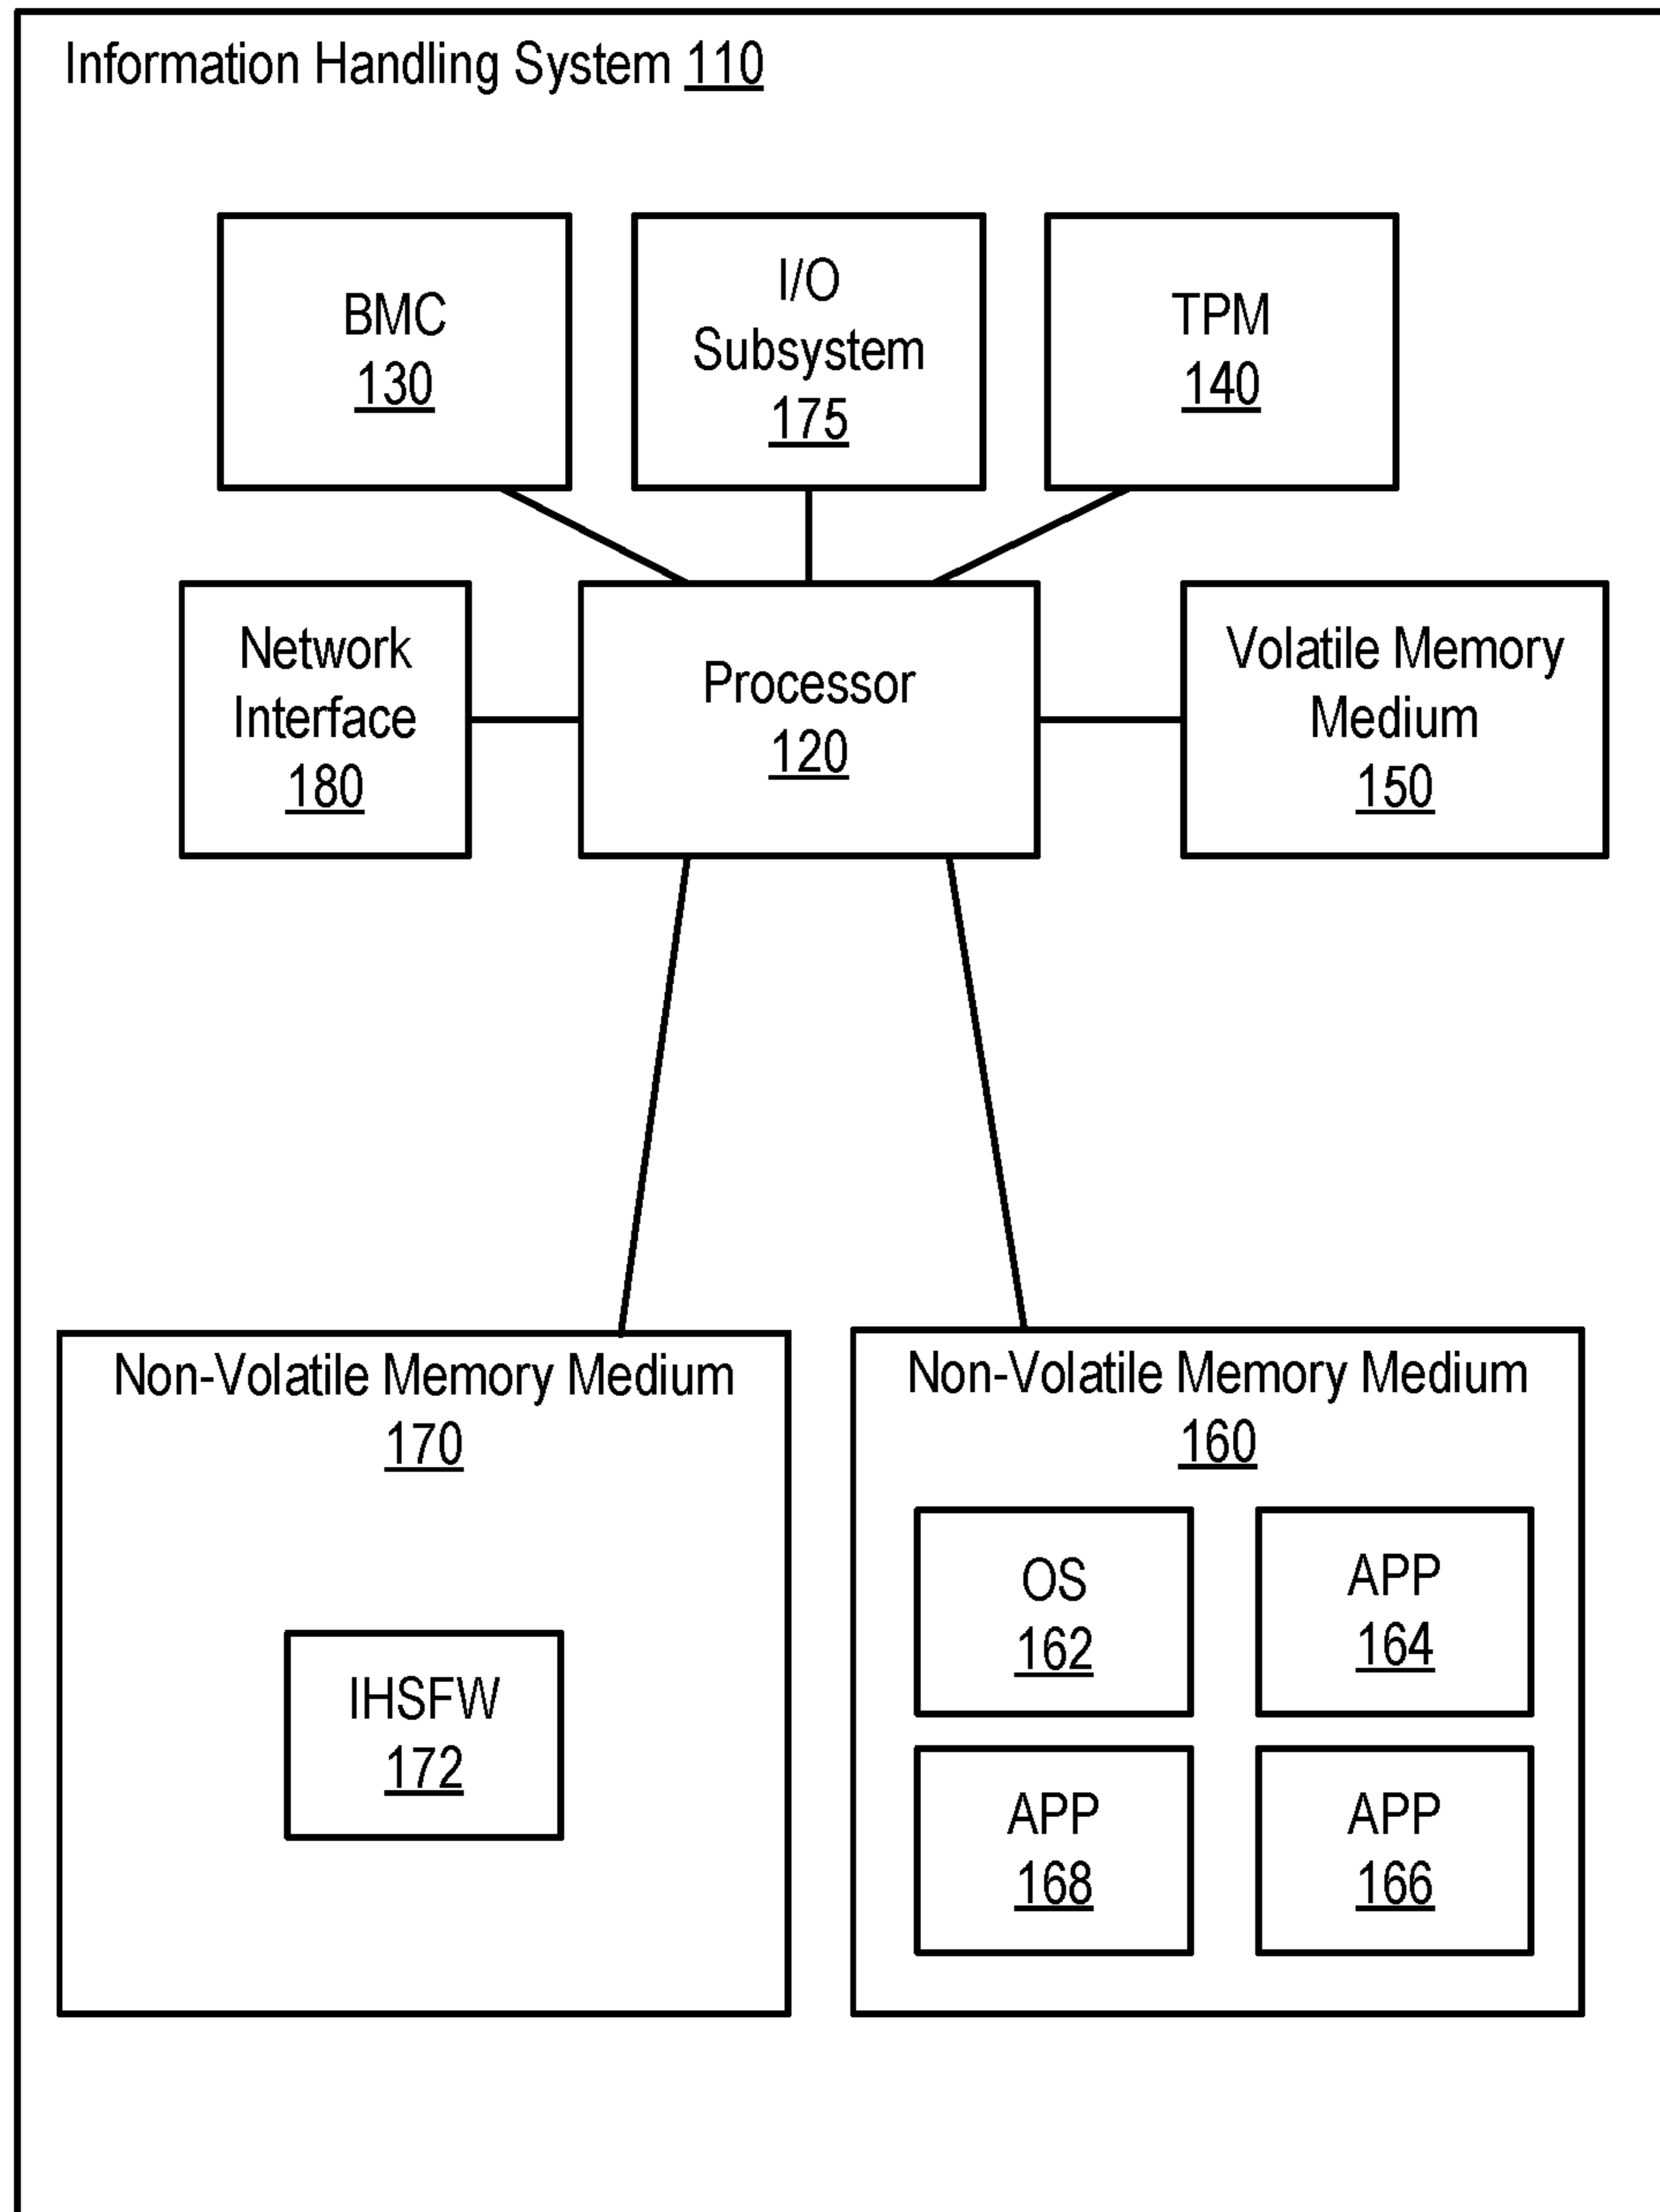 Information Handling System 110
BMC
130
I/O
Subsystem
175
TPM
140
Network
Interface
180
Processor
120
Volatile Memory
Medium
150
Non-Volatile Memory Medium
170
IHSFW
172
Non-Volatile Memory Medium
160
OS
162
APP
164
APP
168
APP
166